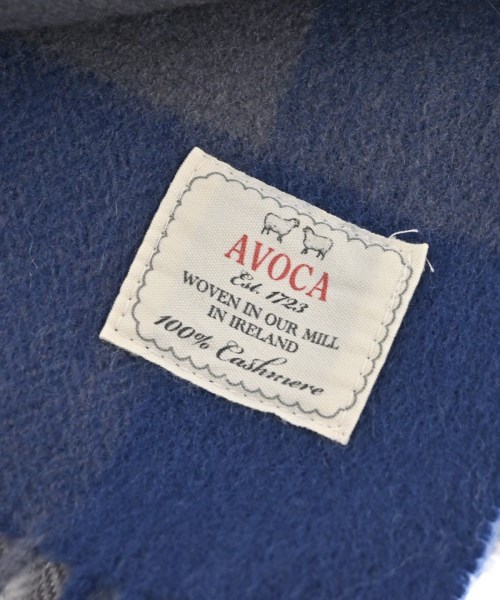 AVOCA
Est. 1723
WOVEN IN OUR MILL
IN IRELAND
100% Cashmere